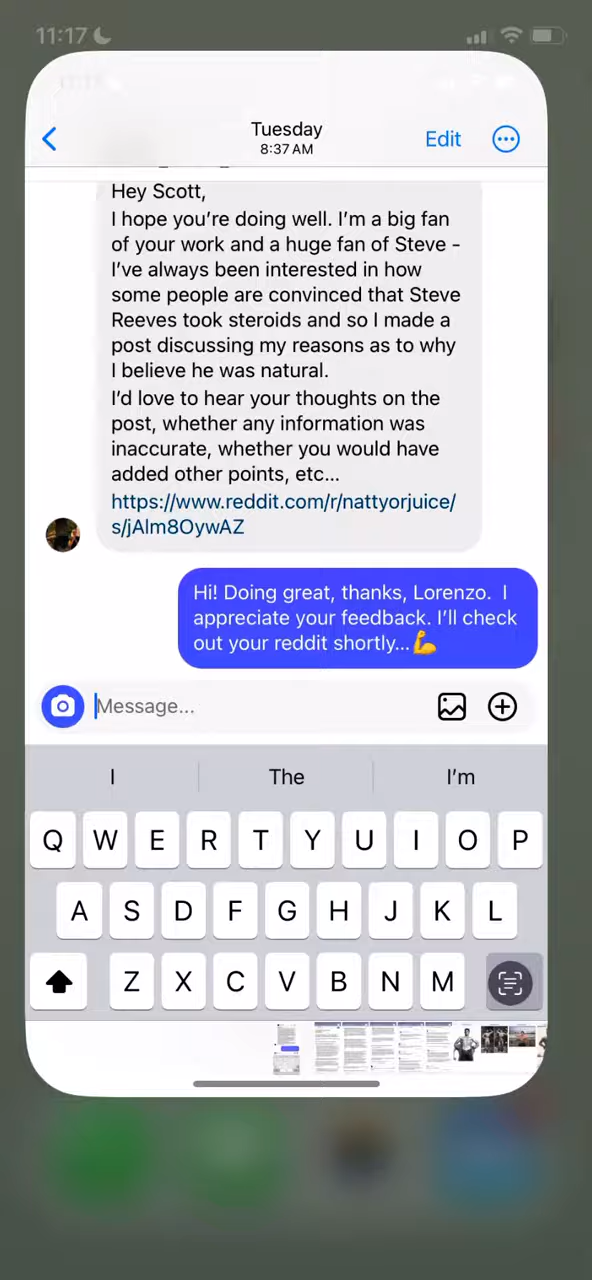 11:17
Tuesday
Edit
8:37 AM
Hey Scott,
I hope you're doing well. I'm a big fan
of your work and a huge fan of Steve -
I've always been interested in how
some people are convinced that Steve
Reeves took steroids and so I made a
post discussing my reasons as to why
I believe he was natural.
I'd love to hear your thoughts on the
post, whether any information was
inaccurate, whether you would have
added other points, etc...
https://www.reddit.com/r/nattyorjuice/
s/jAlm8OywAZ
Hi! Doing great, thanks, Lorenzo.  I
appreciate your feedback. I'll check
out your reddit shortly...💪
Message...
I The I'm
Q W E R T Y U I O P
A S D F G H J K L
Z X C V B N M